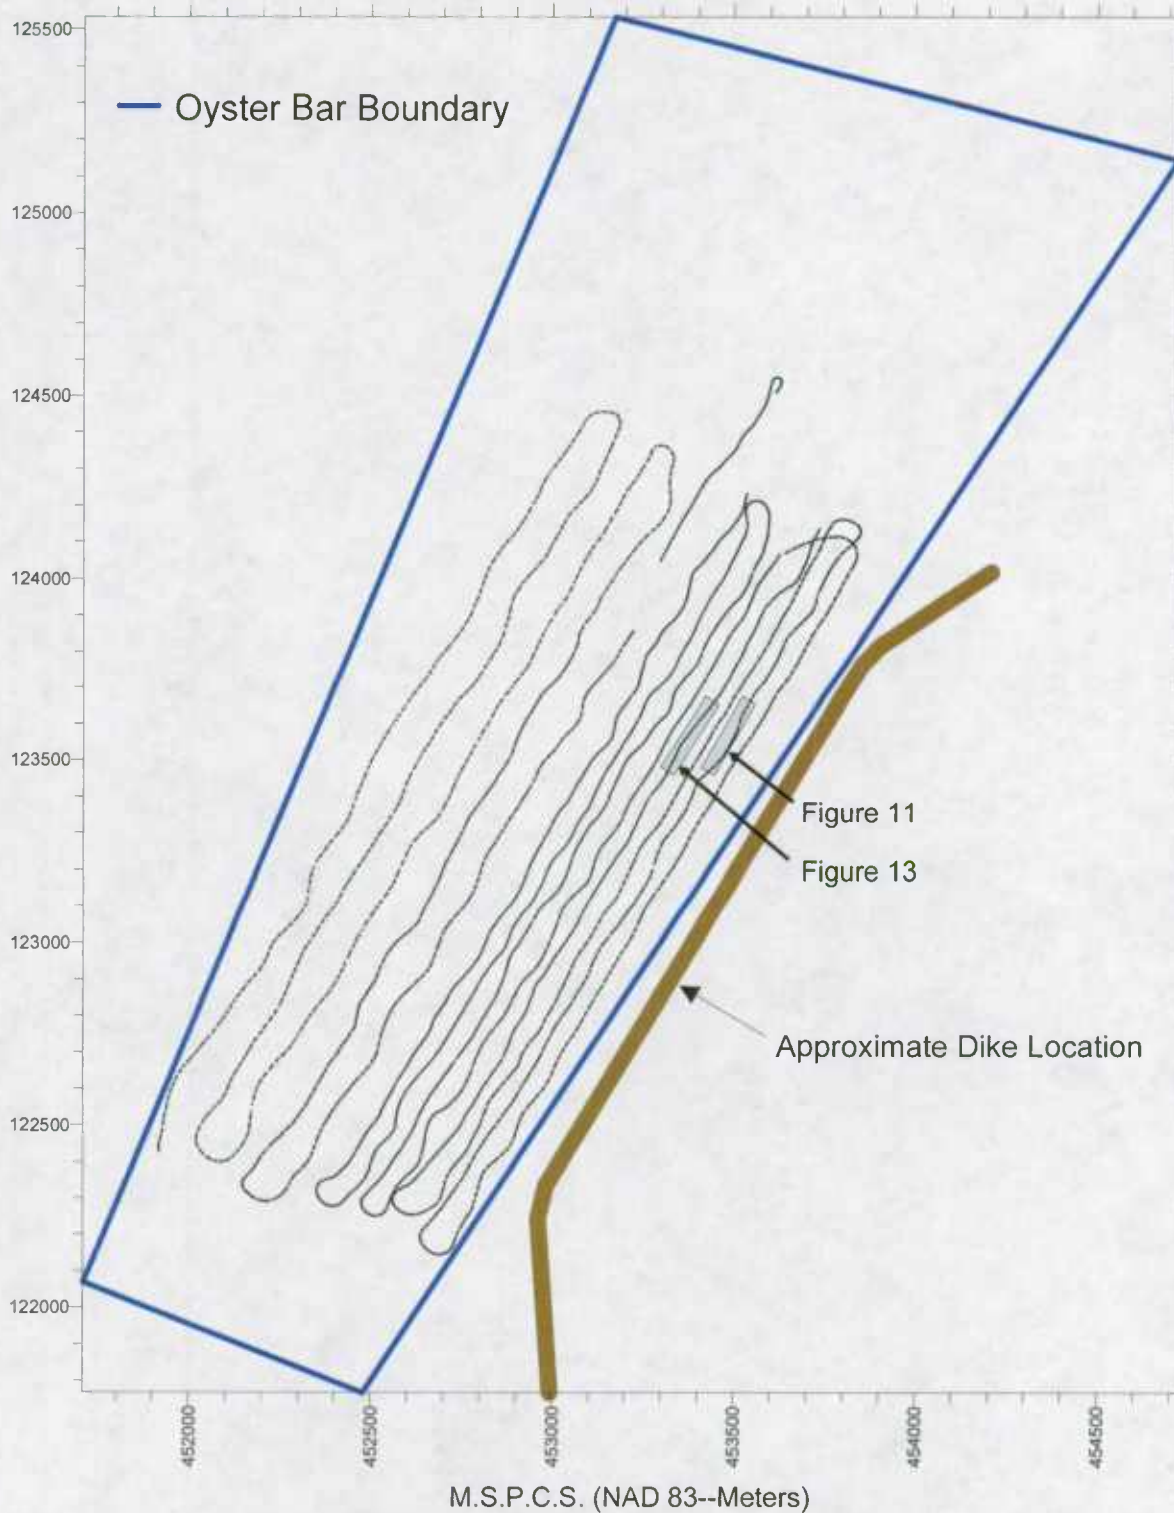 125500
Oyster Bar Boundary
125000
124500
124000
123500
Figure 11
Figure 13
123000
Approximate Dike Location
122500
122000
452000
452500
453000
453500
454000
454500
M.S.P.C.S. (NAD 83--Meters)